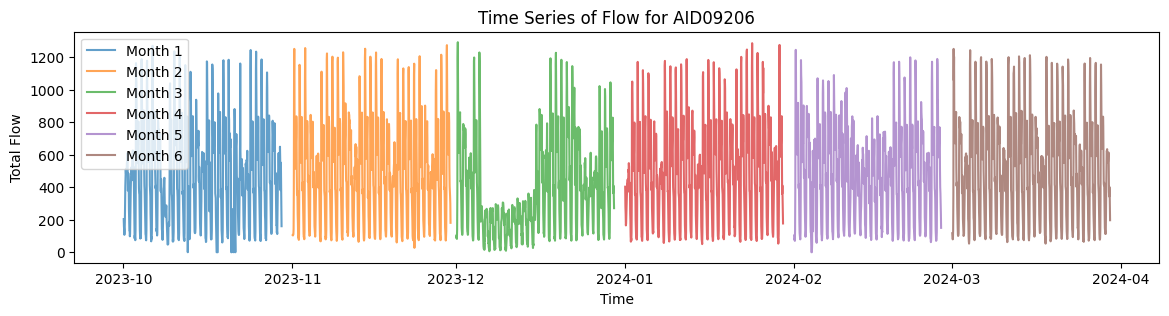 Time Series of Flow for AID09206
Total Flow
1200
1000
800
600
400
200
0
Month 1
Month 2
Month 3
Month 4
Month 5
Month 6
2023-10 2023-11 2023-12 2024-01 2024-02 2024-03 2024-04
Time